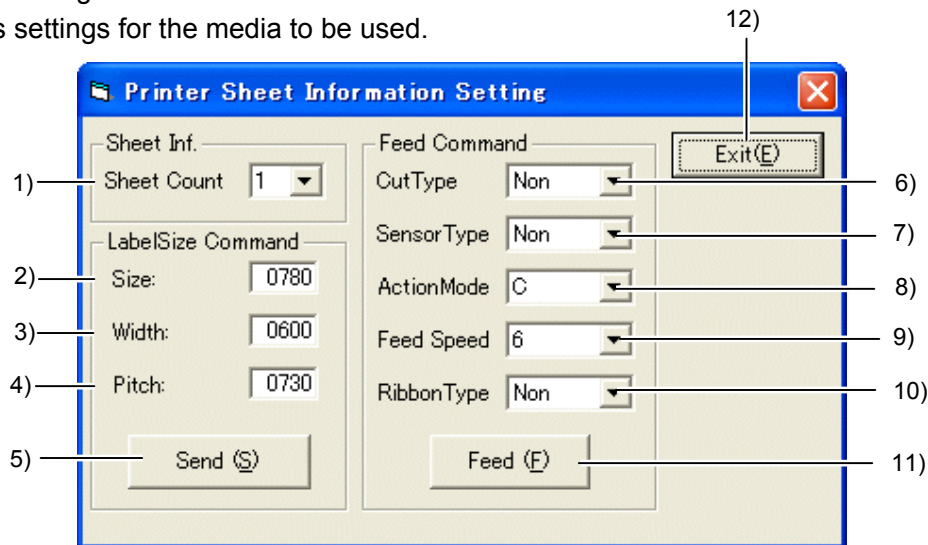 s settings for the media to be used.
12)
Printer Sheet Information Setting
Sheet Inf.
1) Sheet Count 1
LabelSize Command
2) Size: 0780
3) Width: 0600
4) Pitch: 0730
5) Send (S)
Feed Command
CutType Non 6)
SensorType Non 7)
ActionMode C 8)
Feed Speed 6 9)
RibbonType Non 10)
Feed (F) 11)
Exit(E)